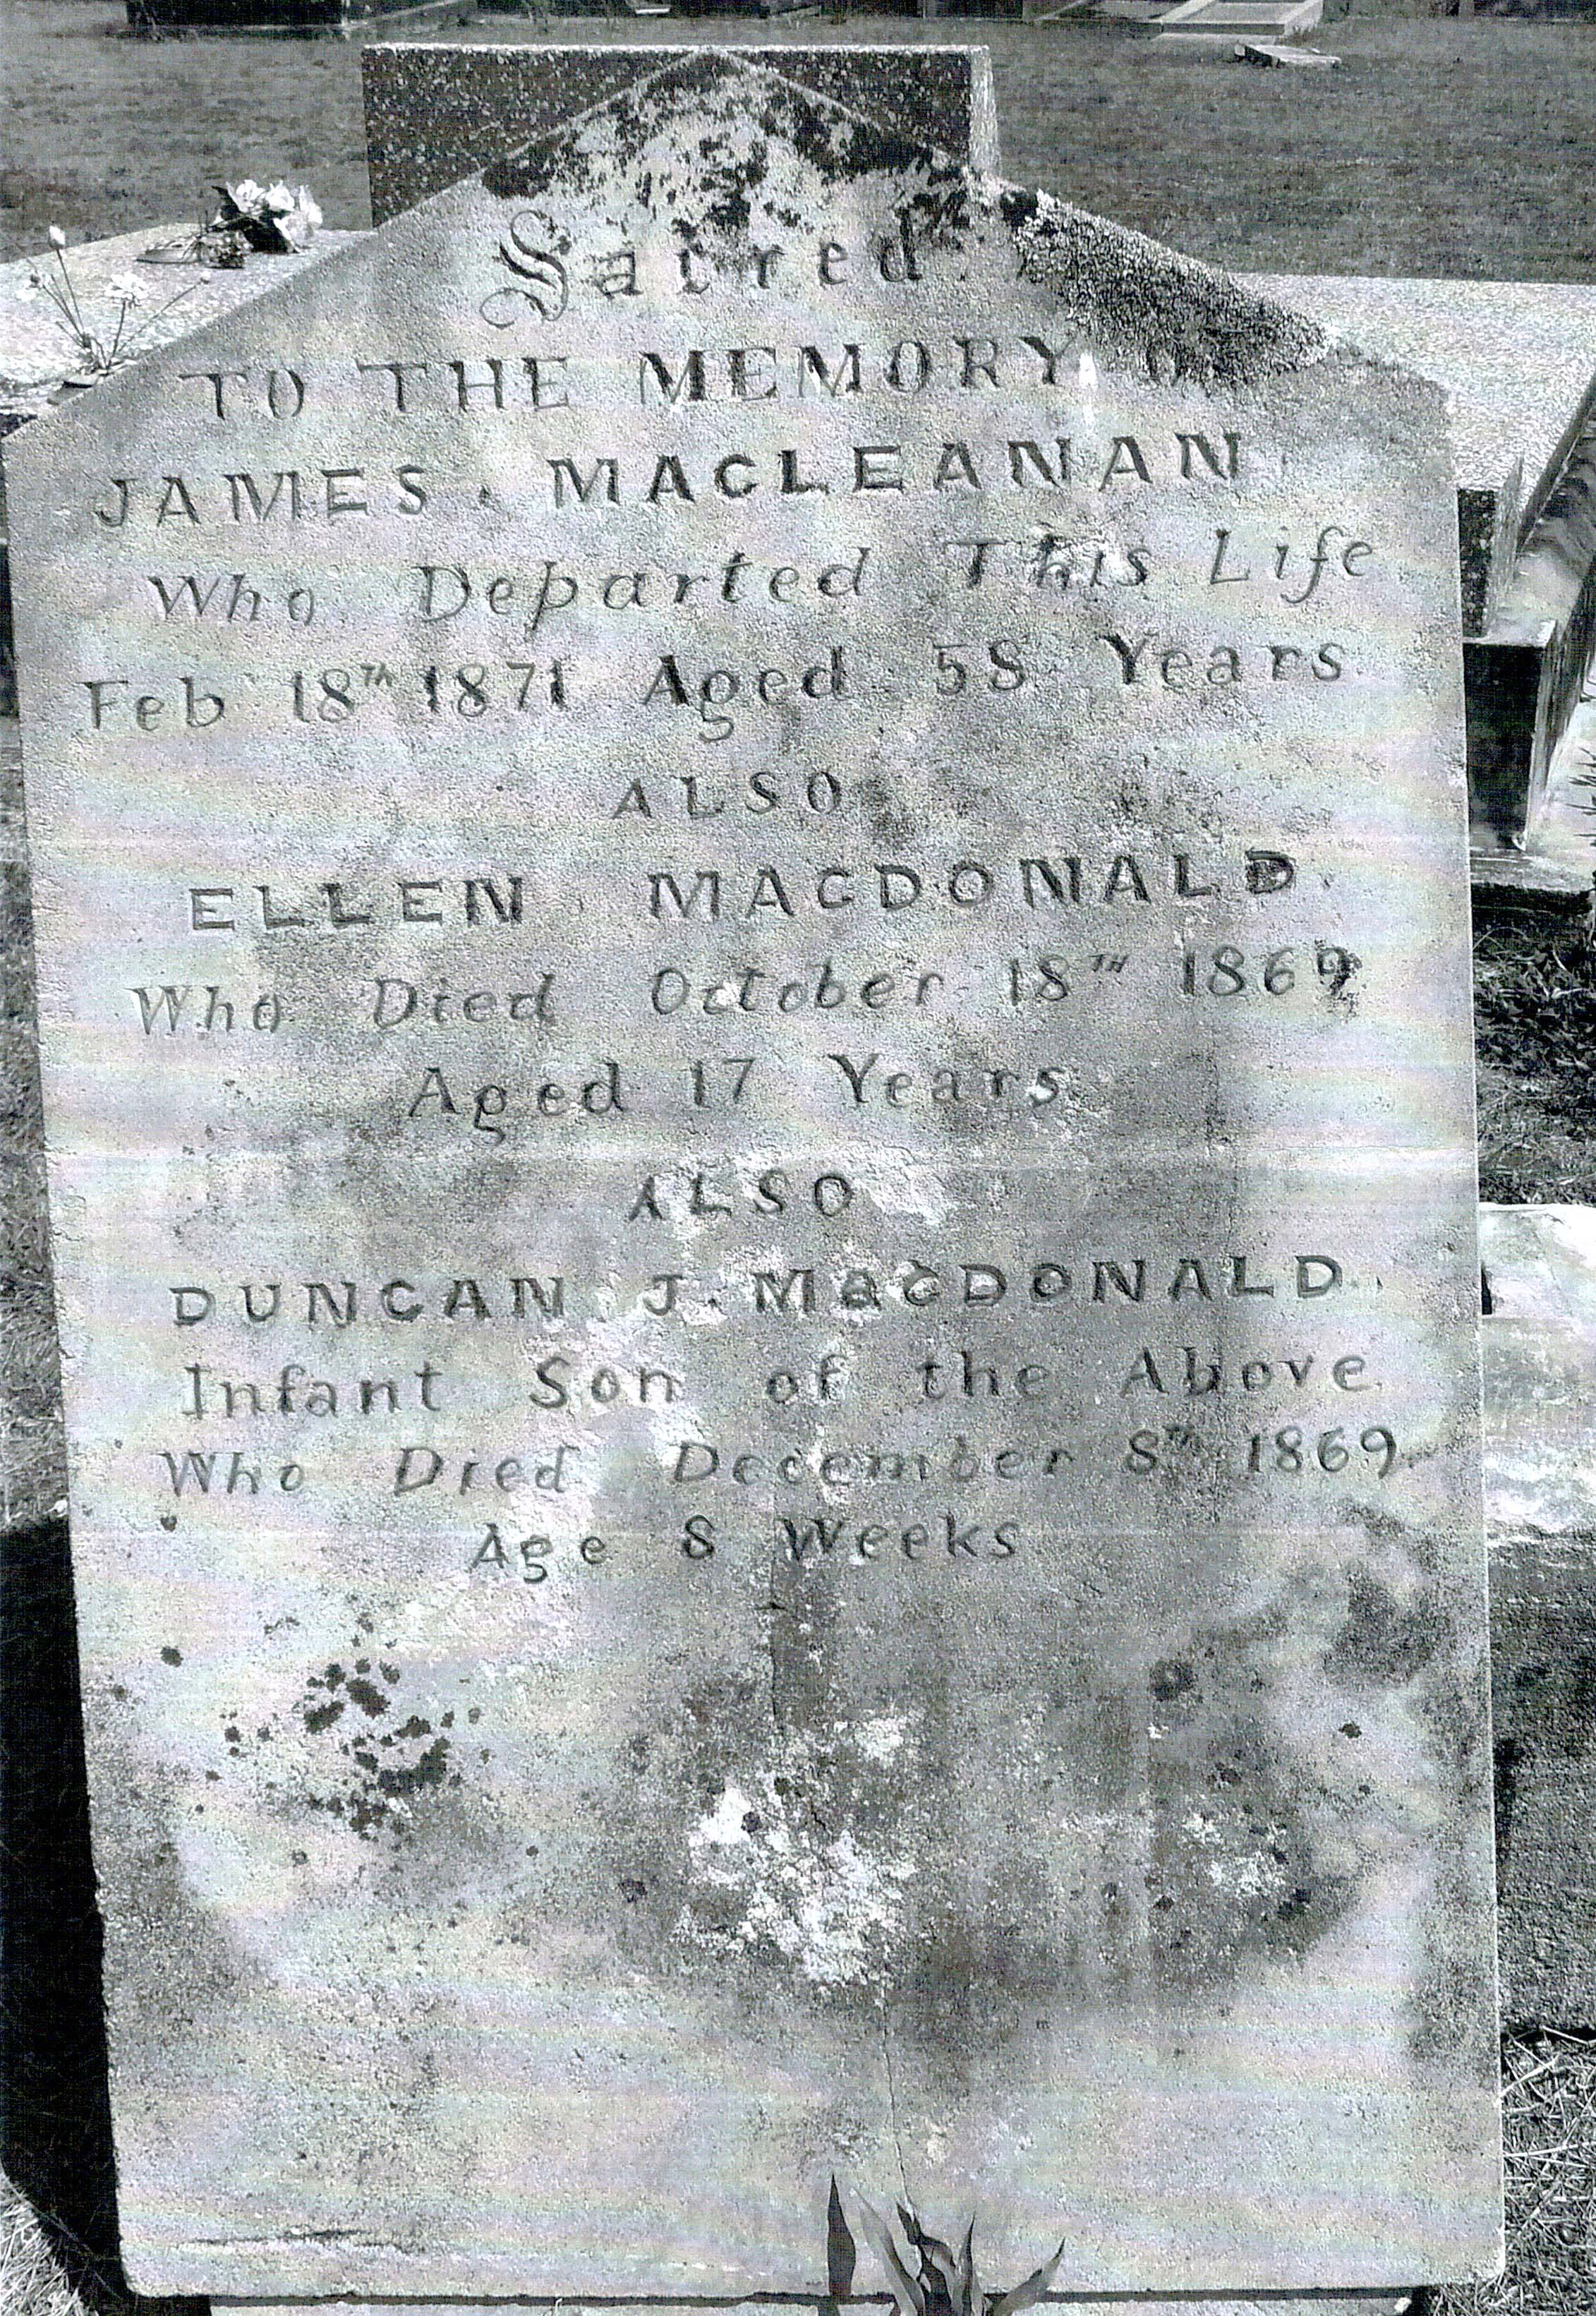 Sacred
TO THE MEMORY
JAMES. MACLEANAN
Who Departed This Life
Feb 18TH 1871 Aged 58 Years
ALSO
ELLEN MACDONALD
Who Died October 18TH 1869
Aged 17 Years
ALSO
DUNCAN J. MacDONALD.
Infant Son of the Above
Who Died December 8TH 1869
Age 8 Weeks